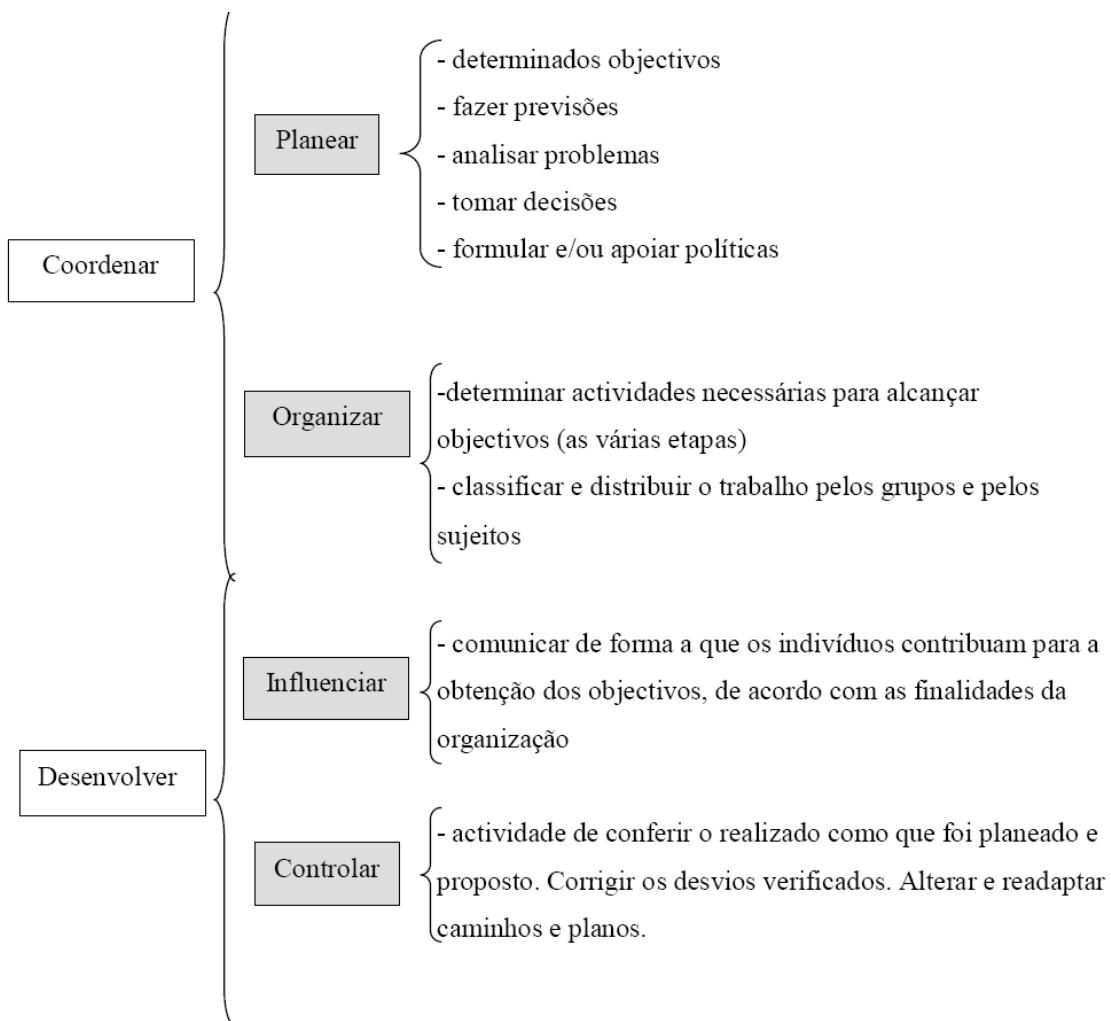 Coordenar
Planear
- determinados objectivos
- fazer previsões
- analisar problemas
- tomar decisões
- formular e/ou apoiar políticas
Organizar
-determinar actividades necessárias para alcançar
objectivos (as várias etapas)
- classificar e distribuir o trabalho pelos grupos e pelos
sujeitos
Desenvolver
Influenciar
- comunicar de forma a que os indivíduos contribuam para a
obtenção dos objectivos, de acordo com as finalidades da
organização
Controlar
- actividade de conferir o realizado como que foi planeado e
proposto. Corrigir os desvios verificados. Alterar e readaptar
caminhos e planos.